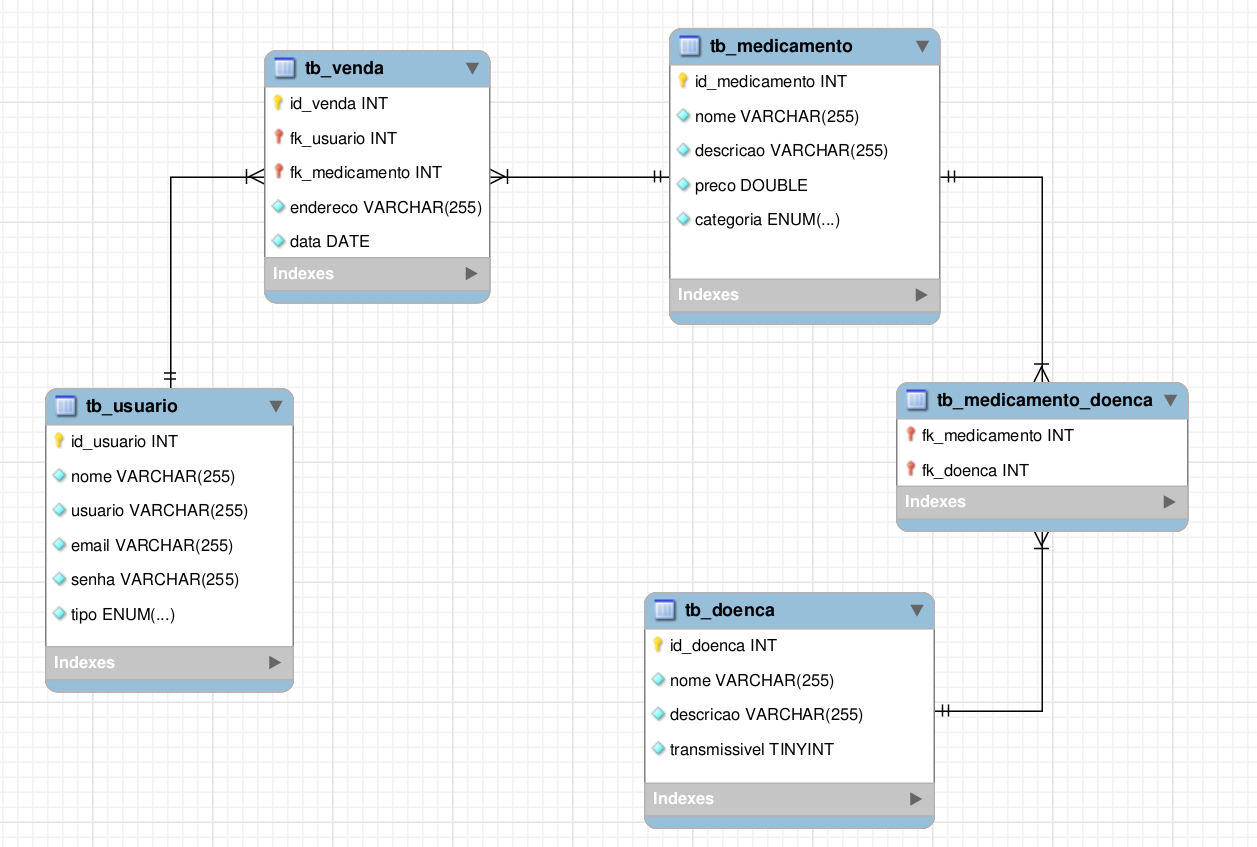 tb_venda
id_venda INT
fk_usuario INT
fk_medicamento INT
endereco VARCHAR(255)
data DATE
Indexes
tb_medicamento
id_medicamento INT
nome VARCHAR(255)
descricao VARCHAR(255)
preco DOUBLE
categoria ENUM(...)
Indexes
tb_usuario
id_usuario INT
nome VARCHAR(255)
usuario VARCHAR(255)
email VARCHAR(255)
senha VARCHAR(255)
tipo ENUM(...)
Indexes
tb_medicamento_doenca
fk_medicamento INT
fk_doenca INT
Indexes
tb_doenca
id_doenca INT
nome VARCHAR(255)
descricao VARCHAR(255)
transmissivel TINYINT
Indexes